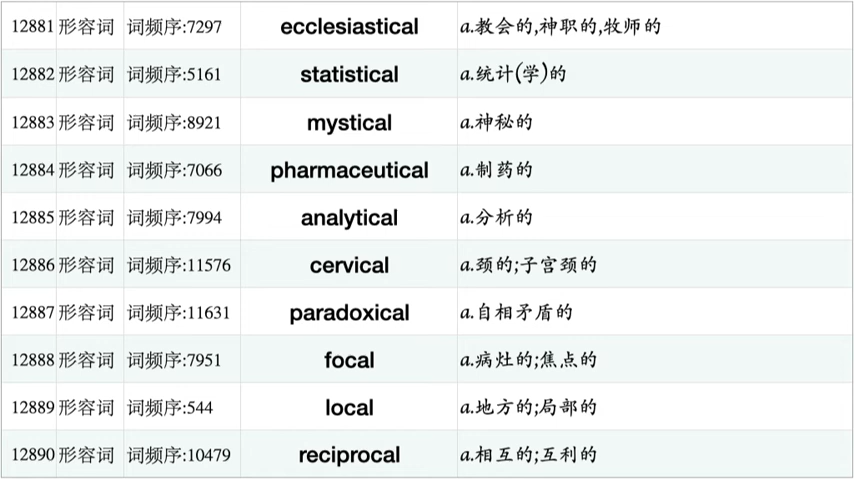 12881 形容词 词频序:7297 ecclesiastical a.教会的,神职的,牧师的
12882 形容词 词频序:5161 statistical a.统计(学)的
12883 形容词 词频序:8921 mystical a.神秘的
12884 形容词 词频序:7066 pharmaceutical a.制药的
12885 形容词 词频序:7994 analytical a.分析的
12886 形容词 词频序:11576 cervical a.颈的;子宫颈的
12887 形容词 词频序:11631 paradoxical a.自相矛盾的
12888 形容词 词频序:7951 focal a.病灶的;焦点的
12889 形容词 词频序:544 local a.地方的;局部的
12890 形容词 词频序:10479 reciprocal a.相互的;互利的